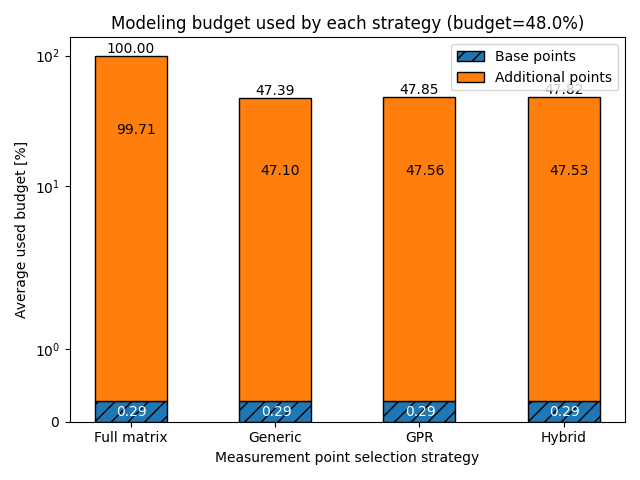 Modeling budget used by each strategy (budget=48.0%)
Base points
Additional points
100.00
47.39
47.85
47.82
99.71
47.10
47.56
47.53
0.29
0.29
0.29
0.29
10²
10¹
10⁰
0
Average used budget [%]
Full matrix
Generic
GPR
Hybrid
Measurement point selection strategy